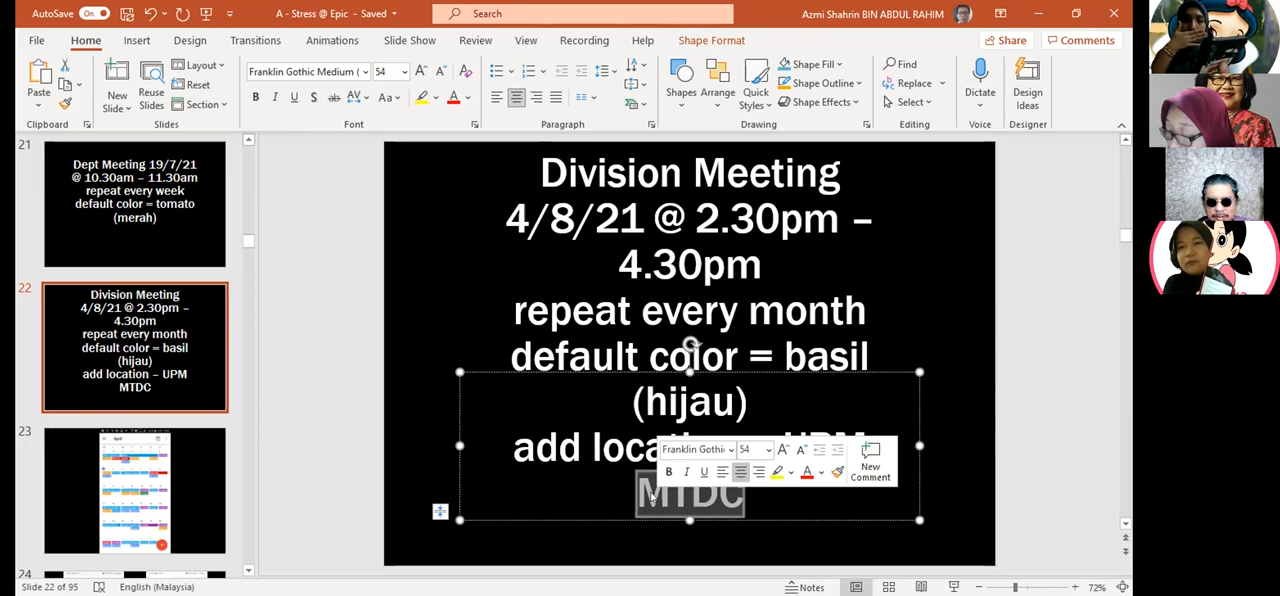 AutoSave
On
A - Stress @ Epic - Saved
Search
Azmi Shahrin BIN ABDUL RAHIM
File
Home
Insert
Design
Transitions
Animations
Slide Show
Review
View
Recording
Help
Shape Format
Share
Comments
Paste
Clipboard
New
Slide
Reuse
Slides
Layout
Reset
Section
Slides
Franklin Gothic Medium (
54
B I U S ab AV Aa A
Font
Paragraph
Shapes
Arrange
Quick
Styles
Shape Fill
Shape Outline
Shape Effects
Drawing
Find
Replace
Select
Editing
Dictate
Voice
Design
Ideas
Designer
21
Dept Meeting 19/7/21
@ 10.30am – 11.30am
repeat every week
default color = tomato
(merah)
22
Division Meeting
4/8/21 @ 2.30pm –
4.30pm
repeat every month
default color = basil
(hijau)
add location – UPM
MTDC
23
April
24
Division Meeting
4/8/21 @ 2.30pm –
4.30pm
repeat every month
default color = basil
(hijau)
add location – UPM
MTDC
Franklin Gothi
54
B I U
A
New
Comment
Slide 22 of 95
English (Malaysia)
Notes
72%